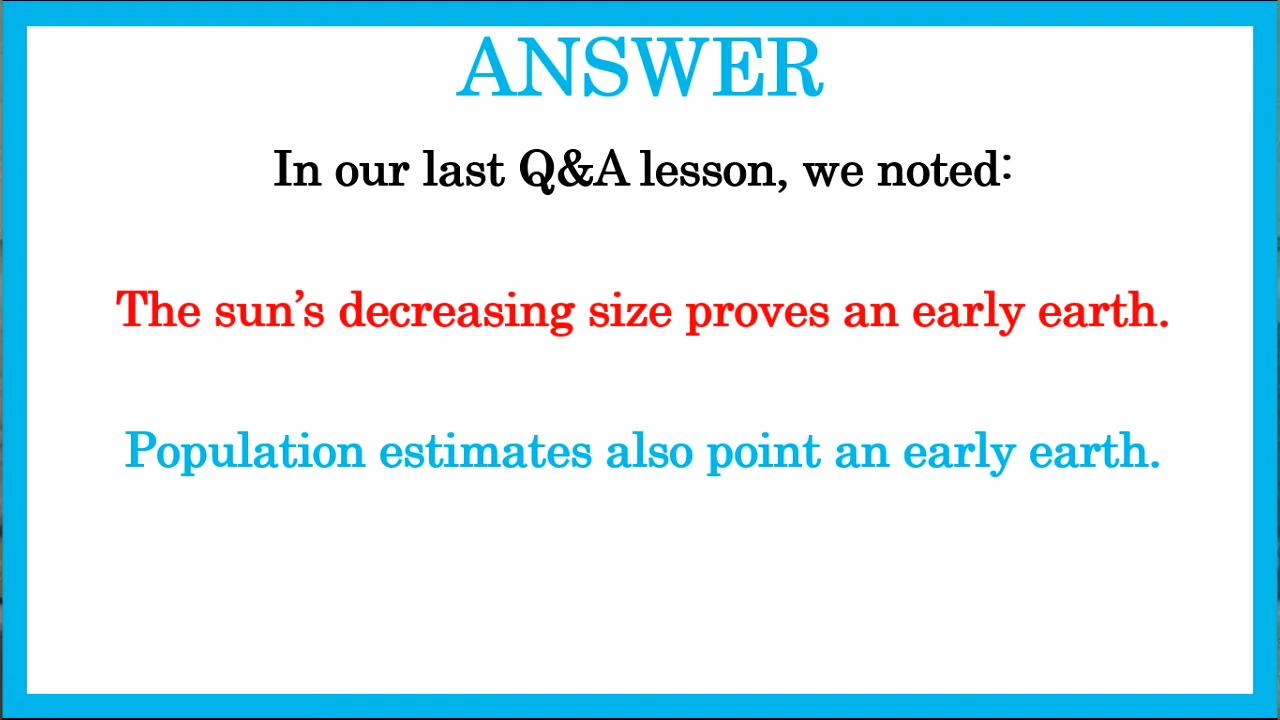 ANSWER
In our last Q&A lesson, we noted:
The sun’s decreasing size proves an early earth.
Population estimates also point an early earth.